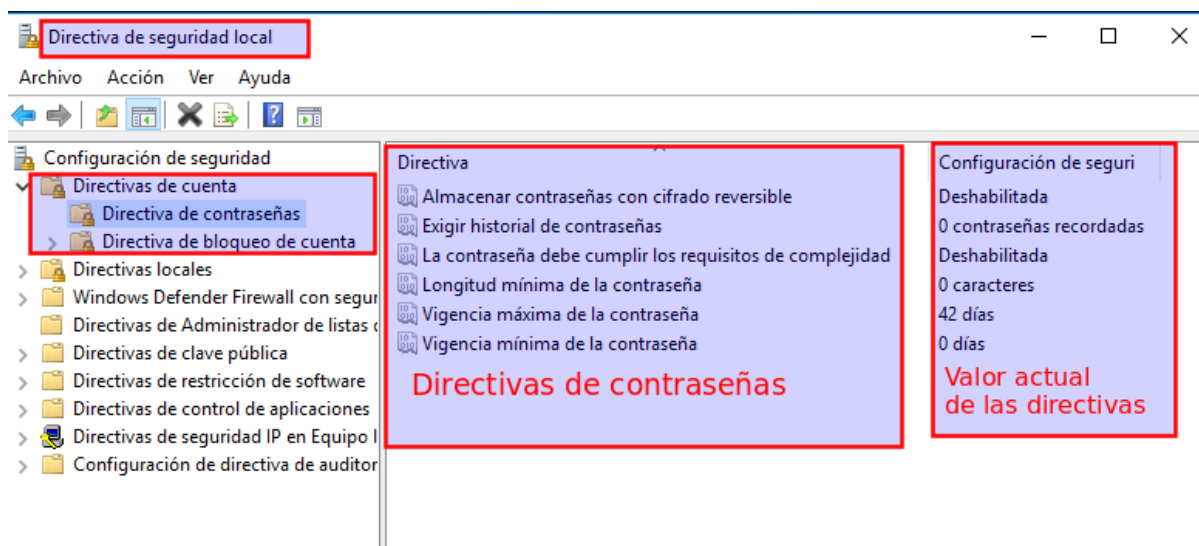 Directiva de seguridad local
Archivo Acción Ver Ayuda
Configuración de seguridad
Directivas de cuenta
Directiva de contraseñas
Directiva de bloqueo de cuenta
Directivas locales
Windows Defender Firewall con segur
Directivas de Administrador de listas
Directivas de clave pública
Directivas de restricción de software
Directivas de control de aplicaciones
Directivas de seguridad IP en Equipo l
Configuración de directiva de auditor
Directiva Configuración de seguri
Almacenar contraseñas con cifrado reversible Deshabilitada
Exigir historial de contraseñas 0 contraseñas recordadas
La contraseña debe cumplir los requisitos de complejidad Deshabilitada
Longitud mínima de la contraseña 0 caracteres
Vigencia máxima de la contraseña 42 días
Vigencia mínima de la contraseña 0 días
Directivas de contraseñas
Valor actual
de las directivas